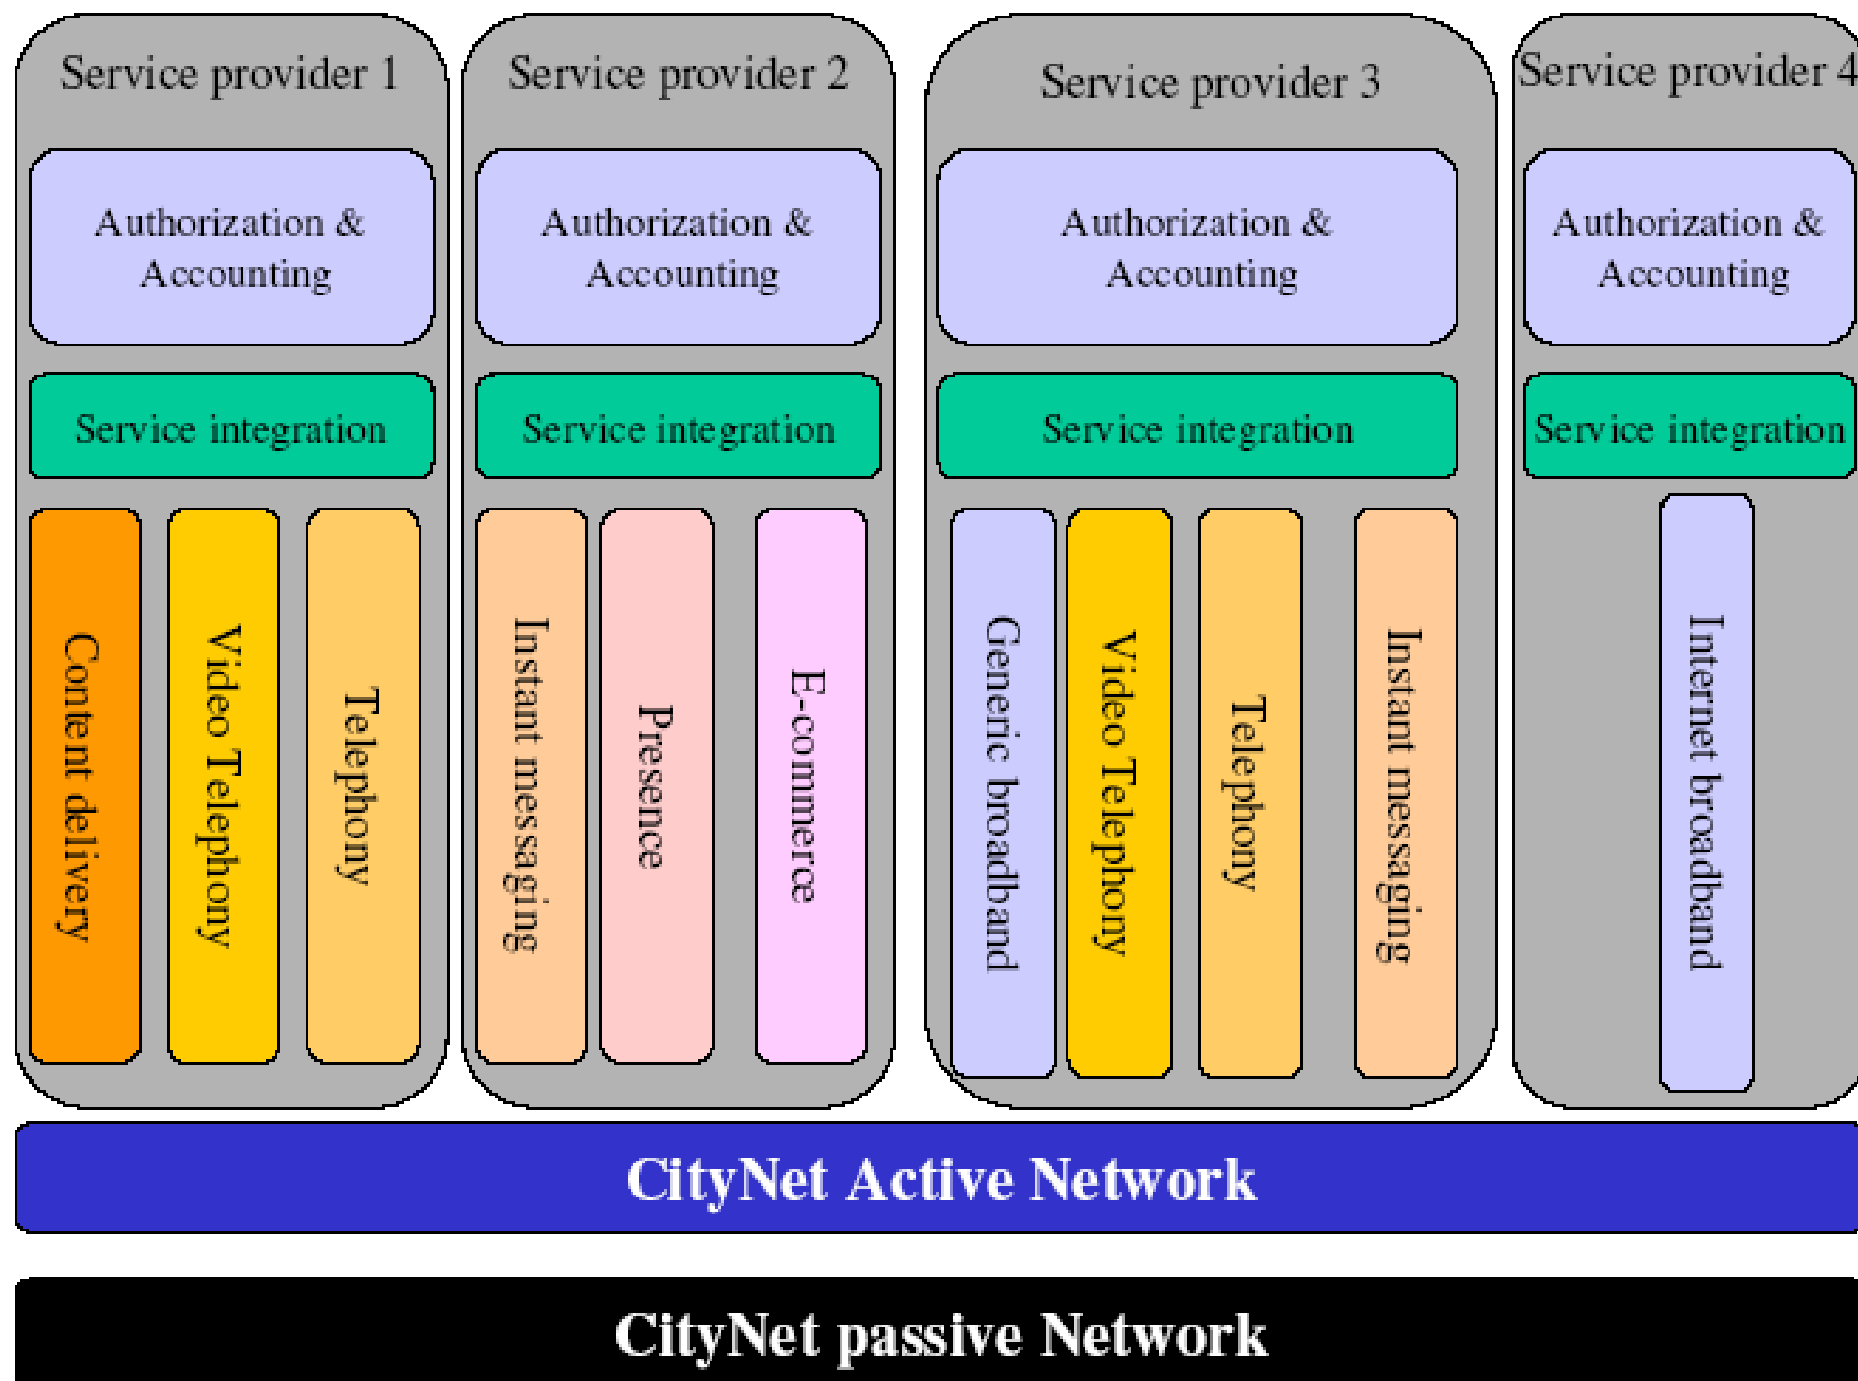 Service provider 1
Authorization &
Accounting
Service integration
Content delivery
Video Telephony
Telephony
Service provider 2
Authorization &
Accounting
Service integration
Instant messaging
Presence
E-commerce
Service provider 3
Authorization &
Accounting
Service integration
Generic broadband
Video Telephony
Telephony
Instant messaging
Service provider 4
Authorization &
Accounting
Service integration
Internet broadband
CityNet Active Network
CityNet passive Network